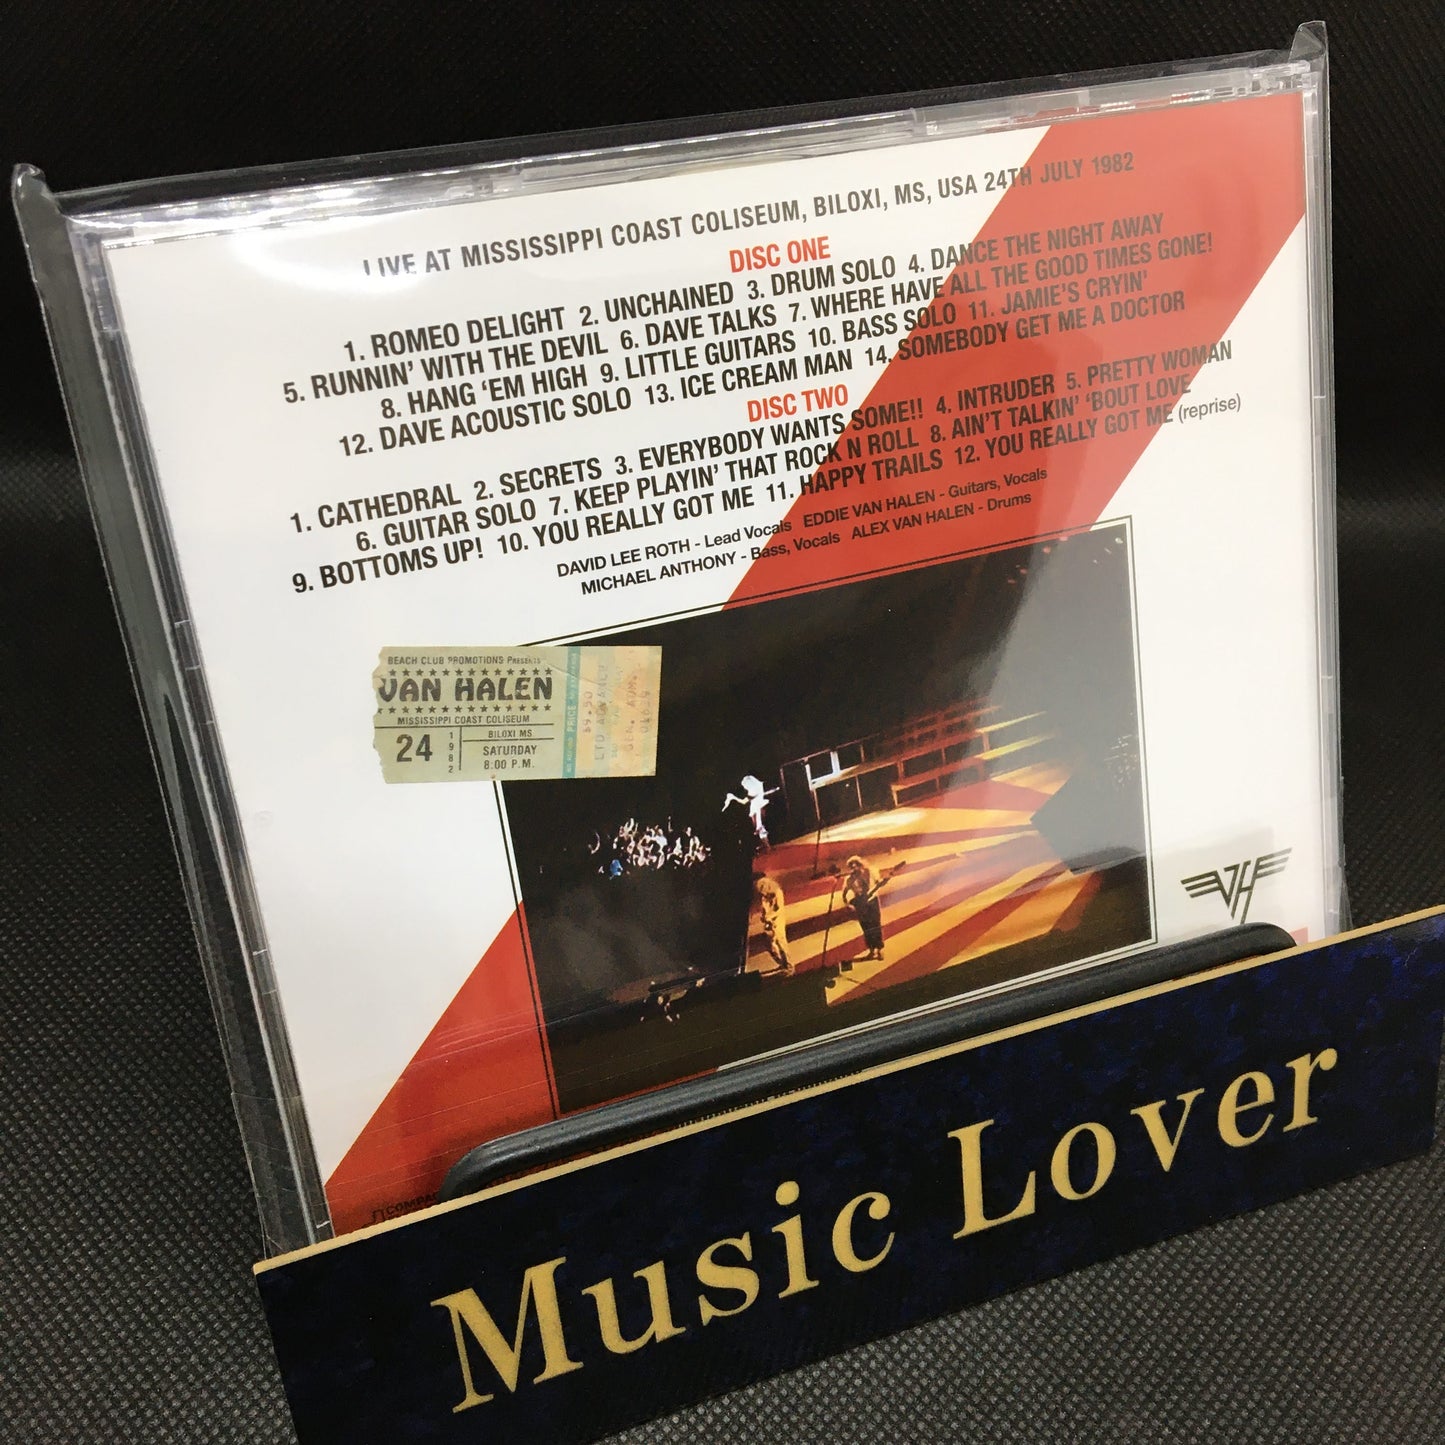 LIVE AT MISSISSIPPI COAST COLISEUM, BILOXI, MS, USA 24TH JULY 1982
DISC ONE
1. ROMEO DELIGHT 2. UNCHAINED 3. DRUM SOLO 4. DANCE THE NIGHT AWAY
5. RUNNIN' WITH THE DEVIL 6. DAVE TALKS 7. WHERE HAVE ALL THE GOOD TIMES GONE!
8. HANG 'EM HIGH 9. LITTLE GUITARS 10. BASS SOLO 11. JAMIE'S CRYIN'
12. DAVE ACOUSTIC SOLO 13. ICE CREAM MAN 14. SOMEBODY GET ME A DOCTOR
DISC TWO
1. CATHEDRAL 2. SECRETS 3. EVERYBODY WANTS SOME!! 4. INTRUDER 5. PRETTY WOMAN
6. GUITAR SOLO 7. KEEP PLAYIN' THAT ROCK N ROLL 8. AIN'T TALKIN' 'BOUT LOVE
9. BOTTOMS UP! 10. YOU REALLY GOT ME 11. HAPPY TRAILS 12. YOU REALLY GOT ME (reprise)
DAVID LEE ROTH - Lead Vocals EDDIE VAN HALEN - Guitars, Vocals
MICHAEL ANTHONY - Bass, Vocals ALEX VAN HALEN - Drums
BEACH CLUB PROMOTIONS PRESENTS
VAN HALEN
MISSISSIPPI COAST COLISEUM
24
1982
BILOXI MS
SATURDAY
8:00 P.M.
PRICE
$9.50
GEN. ADM.
VH
Music Lover